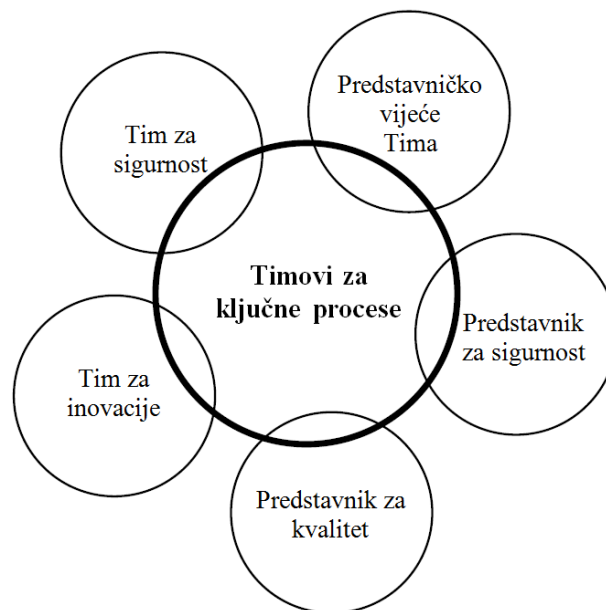 Predstavničko
vijeće
Tima
Tim za
sigurnost
Timovi za
ključne procese
Predstavnik
za sigurnost
Tim za
inovacije
Predstavnik za
kvalitet